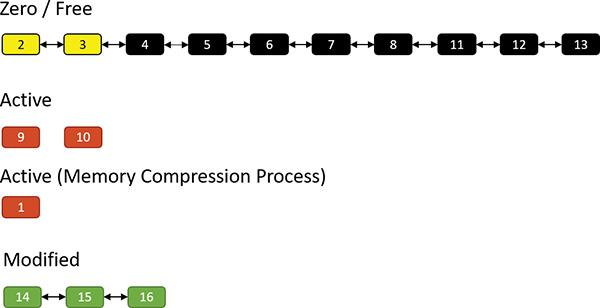 Zero / Free
2 3 4 5 6 7 8 11 12 13
Active
9 10
Active (Memory Compression Process)
1
Modified
14 15 16